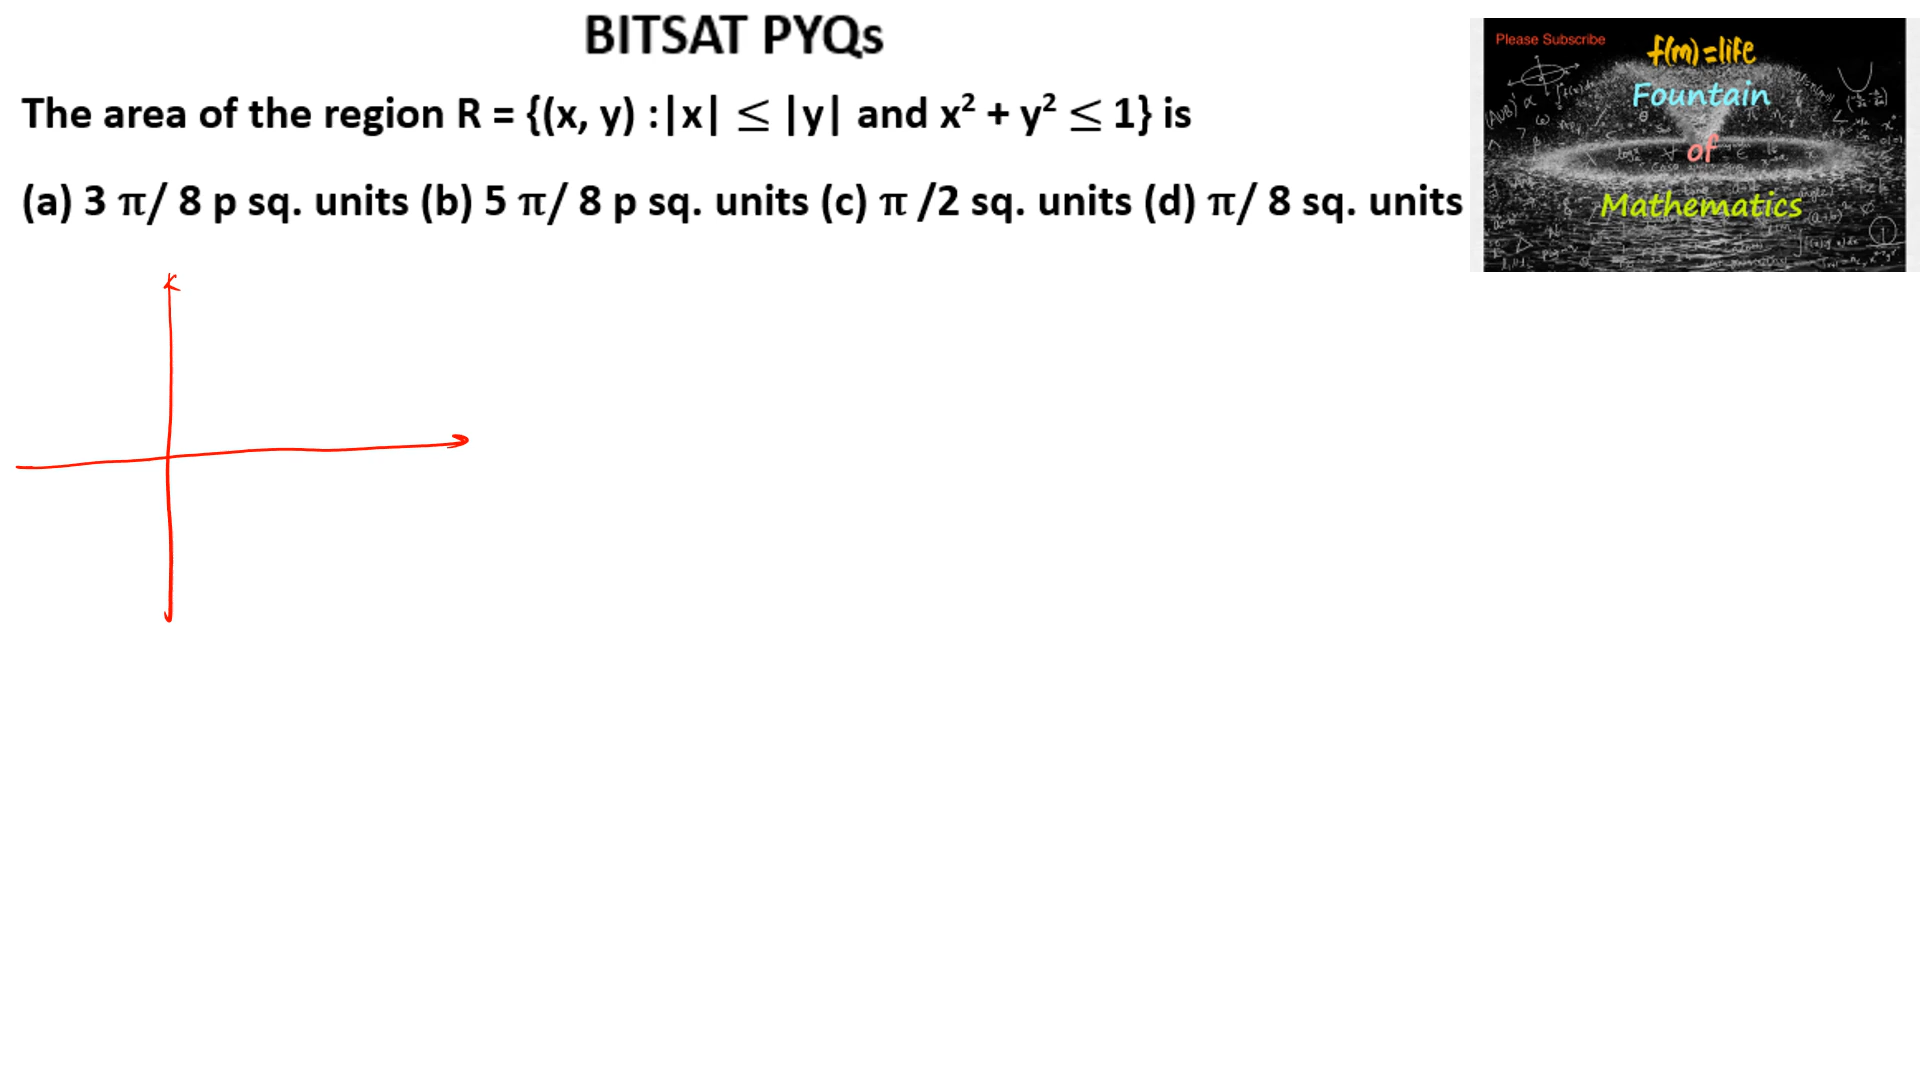 BITSAT PYQs
The area of the region R = {(x, y) :|x| ≤ |y| and x² + y² ≤ 1} is
(a) 3 π/ 8 p sq. units (b) 5 π/ 8 p sq. units (c) π /2 sq. units (d) π/ 8 sq. units
Please Subscribe
f(m)=life
Fountain
of
Mathematics